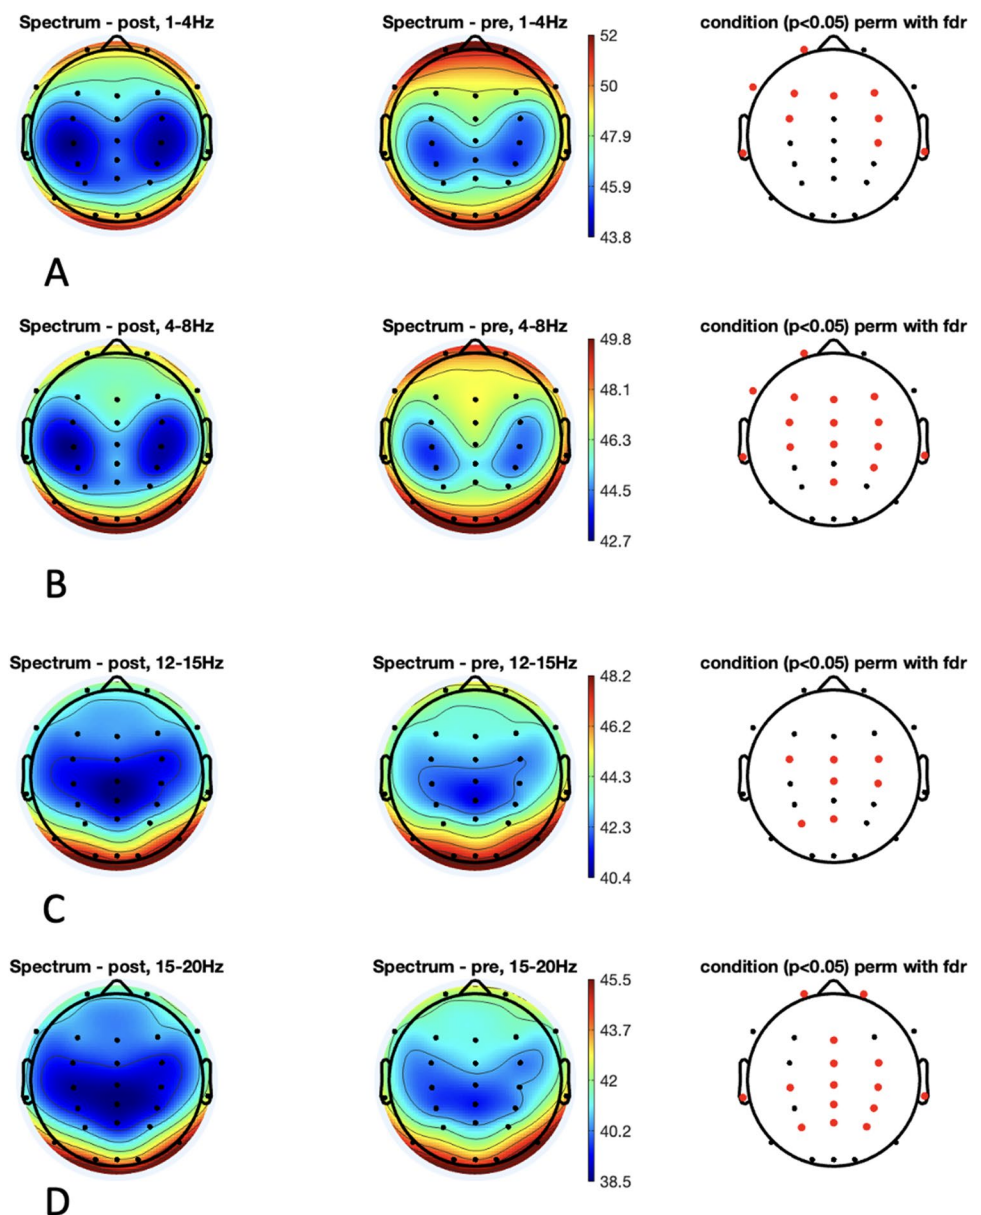 Spectrum - post, 1-4Hz
Spectrum - pre, 1-4Hz
condition (p<0.05) perm with fdr
52
50
47.9
45.9
43.8
A
Spectrum - post, 4-8Hz
Spectrum - pre, 4-8Hz
condition (p<0.05) perm with fdr
49.8
48.1
46.3
44.5
42.7
B
Spectrum - post, 12-15Hz
Spectrum - pre, 12-15Hz
condition (p<0.05) perm with fdr
48.2
46.2
44.3
42.3
40.4
C
Spectrum - post, 15-20Hz
Spectrum - pre, 15-20Hz
condition (p<0.05) perm with fdr
45.5
43.7
42
40.2
38.5
D